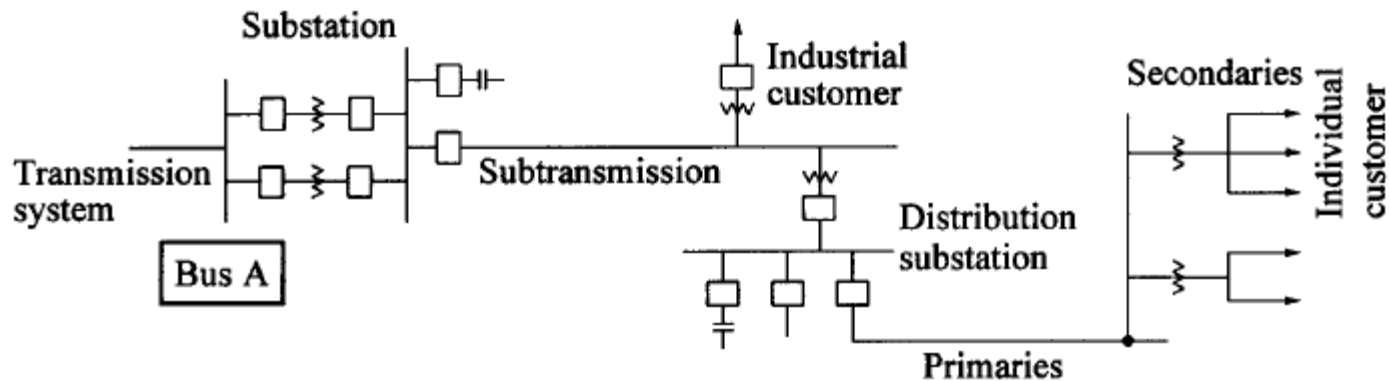 Substation
Industrial
customer
Secondaries
Individual
customer
Transmission
system
Subtransmission
Distribution
substation
Bus A
Primaries